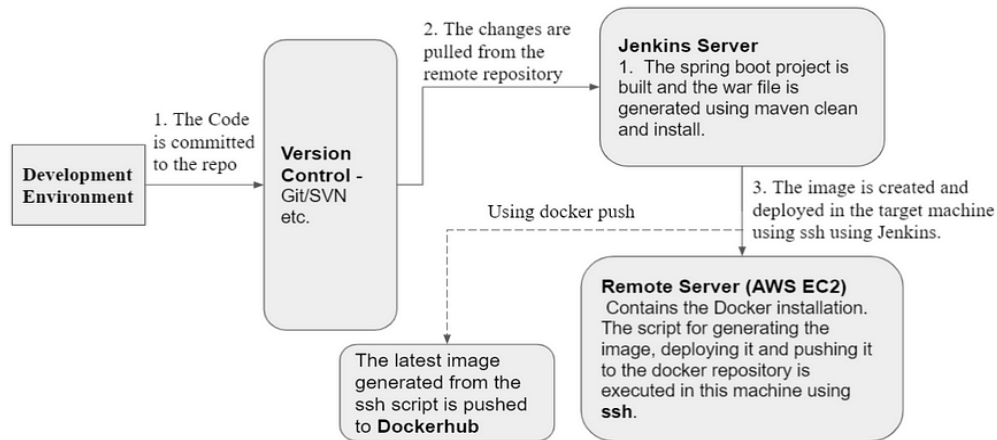 Development
Environment
1. The Code
is committed
to the repo
Version
Control -
Git/SVN
etc.
2. The changes are
pulled from the
remote repository
Jenkins Server
1. The spring boot project is
built and the war file is
generated using maven clean
and install.
3. The image is created and
deployed in the target machine
using ssh using Jenkins.
Using docker push
Remote Server (AWS EC2)
Contains the Docker installation.
The script for generating the
image, deploying it and pushing it
to the docker repository is
executed in this machine using
ssh.
The latest image
generated from the
ssh script is pushed
to Dockerhub